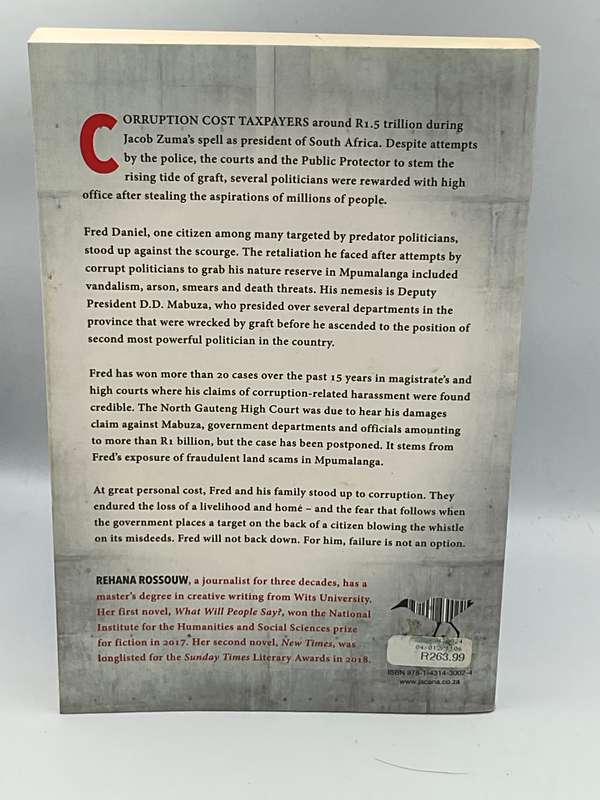 CORRUPTION COST TAXPAYERS around R1.5 trillion during
Jacob Zuma's spell as president of South Africa. Despite attempts
by the police, the courts and the Public Protector to stem the
rising tide of graft, several politicians were rewarded with high
office after stealing the aspirations of millions of people.
Fred Daniel, one citizen among many targeted by predator politicians,
stood up against the scourge. The retaliation he faced after attempts by
corrupt politicians to grab his nature reserve in Mpumalanga included
vandalism, arson, smears and death threats. His nemesis is Deputy
President D.D. Mabuza, who presided over several departments in the
province that were wrecked by graft before he ascended to the position of
second most powerful politician in the country.
Fred has won more than 20 cases over the past 15 years in magistrate's and
high courts where his claims of corruption-related harassment were found
credible. The North Gauteng High Court was due to hear his damages
claim against Mabuza, government departments and officials amounting
to more than R1 billion, but the case has been postponed. It stems from
Fred's exposure of fraudulent land scams in Mpumalanga.
At great personal cost, Fred and his family stood up to corruption. They
endured the loss of a livelihood and home – and the fear that follows when
the government places a target on the back of a citizen blowing the whistle
on its misdeeds. Fred will not back down. For him, failure is not an option.
REHANA ROSSOUW, a journalist for three decades, has a
master's degree in creative writing from Wits University.
Her first novel, What Will People Say?, won the National
Institute for the Humanities and Social Sciences prize
for fiction in 2017. Her second novel, New Times, was
longlisted for the Sunday Times Literary Awards in 2018.
R263.99
ISBN 978-1-4314-3002-4
www.jacana.co.za